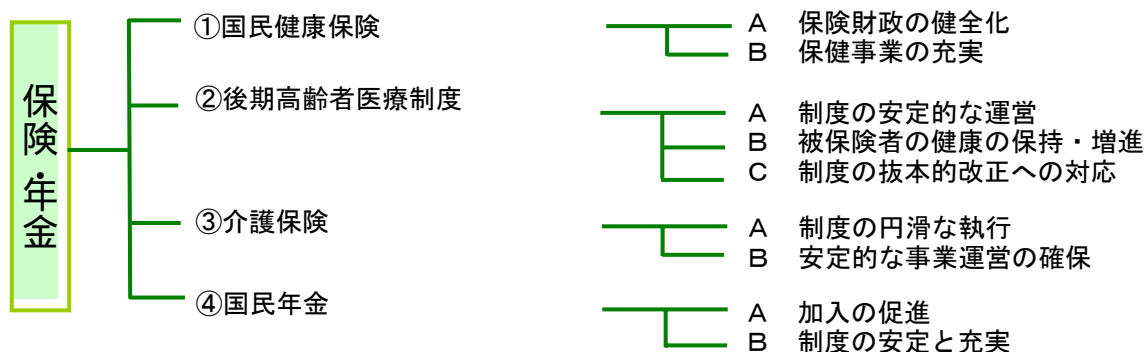 保険・年金
①国民健康保険
A 保険財政の健全化
B 保健事業の充実
②後期高齢者医療制度
A 制度の安定的な運営
B 被保険者の健康の保持・増進
C 制度の抜本的改正への対応
③介護保険
A 制度の円滑な執行
B 安定的な事業運営の確保
④国民年金
A 加入の促進
B 制度の安定と充実